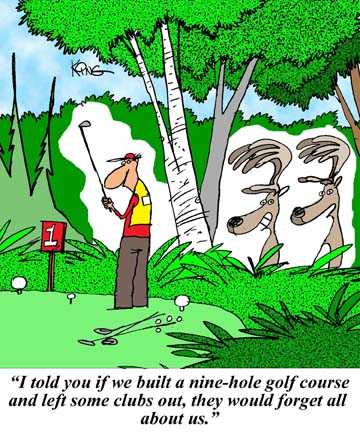 KING
1
“I told you if we built a nine-hole golf course
and left some clubs out, they would forget all
about us.”